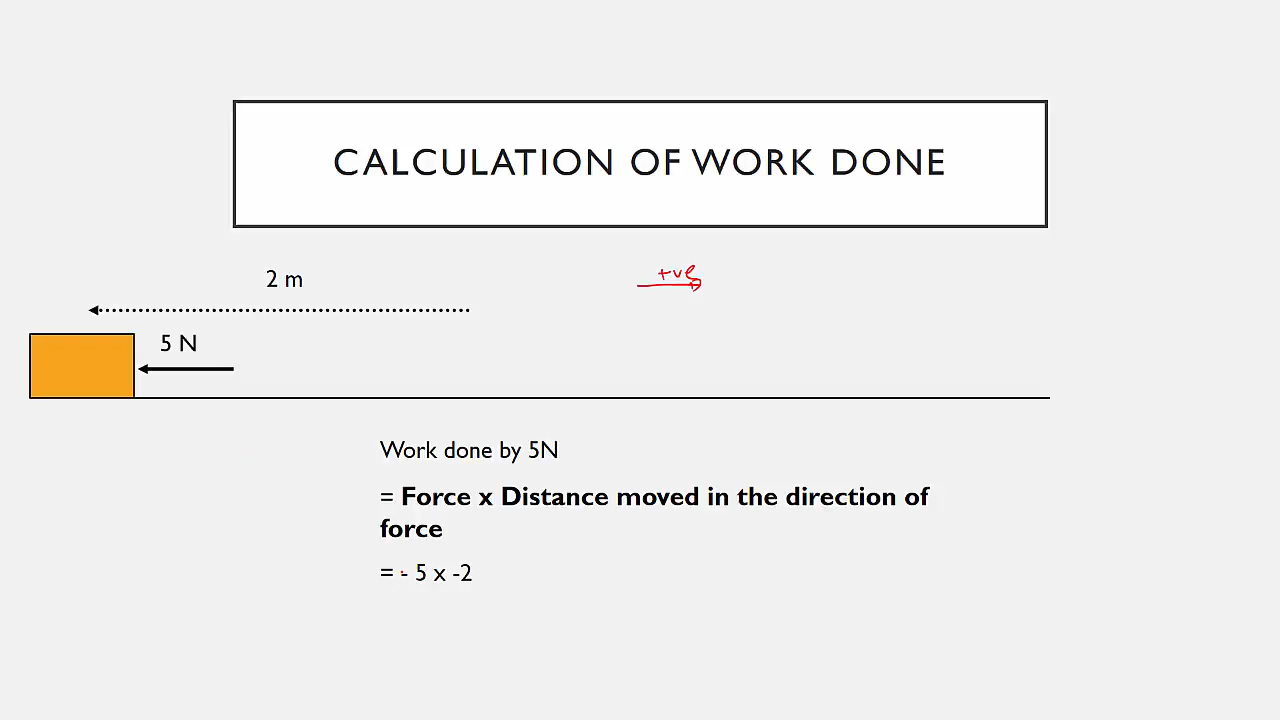 CALCULATION OF WORK DONE
2 m
+ve
5 N
Work done by 5N
= Force x Distance moved in the direction of
force
= - 5 x -2